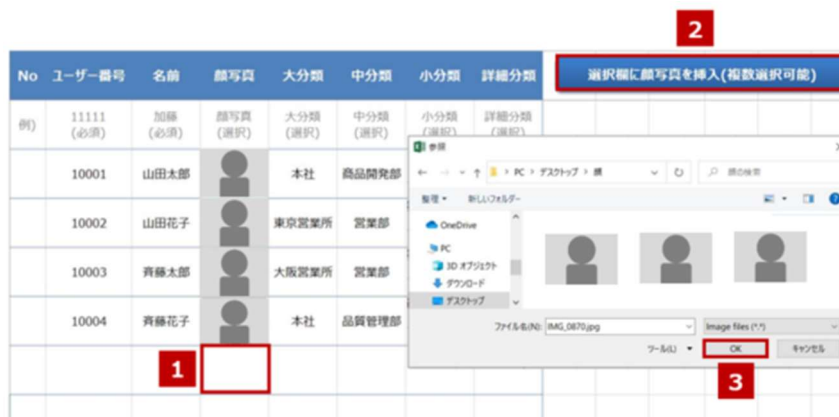 2
No ユーザー番号 名前 顔写真 大分類 中分類 小分類 詳細分類
選択欄に顔写真を挿入(複数選択可能)
例) 11111 加藤 顔写真 大分類 中分類 小分類 詳細分類
(必須) (必須) (選択) (選択) (選択) (選択) (選択)
10001 山田太郎 本社 商品開発部
10002 山田花子 東京営業所 営業部
10003 斉藤太郎 大阪営業所 営業部
10004 斉藤花子 本社 品質管理部
1
参照
PC › デスクトップ › 顔
顔の検索
整理 新しいフォルダー
OneDrive
PC
3D オブジェクト
ダウンロード
デスクトップ
ファイル名(N): IMG_0870.jpg Image files (*.*)
ツール(L) OK キャンセル
3